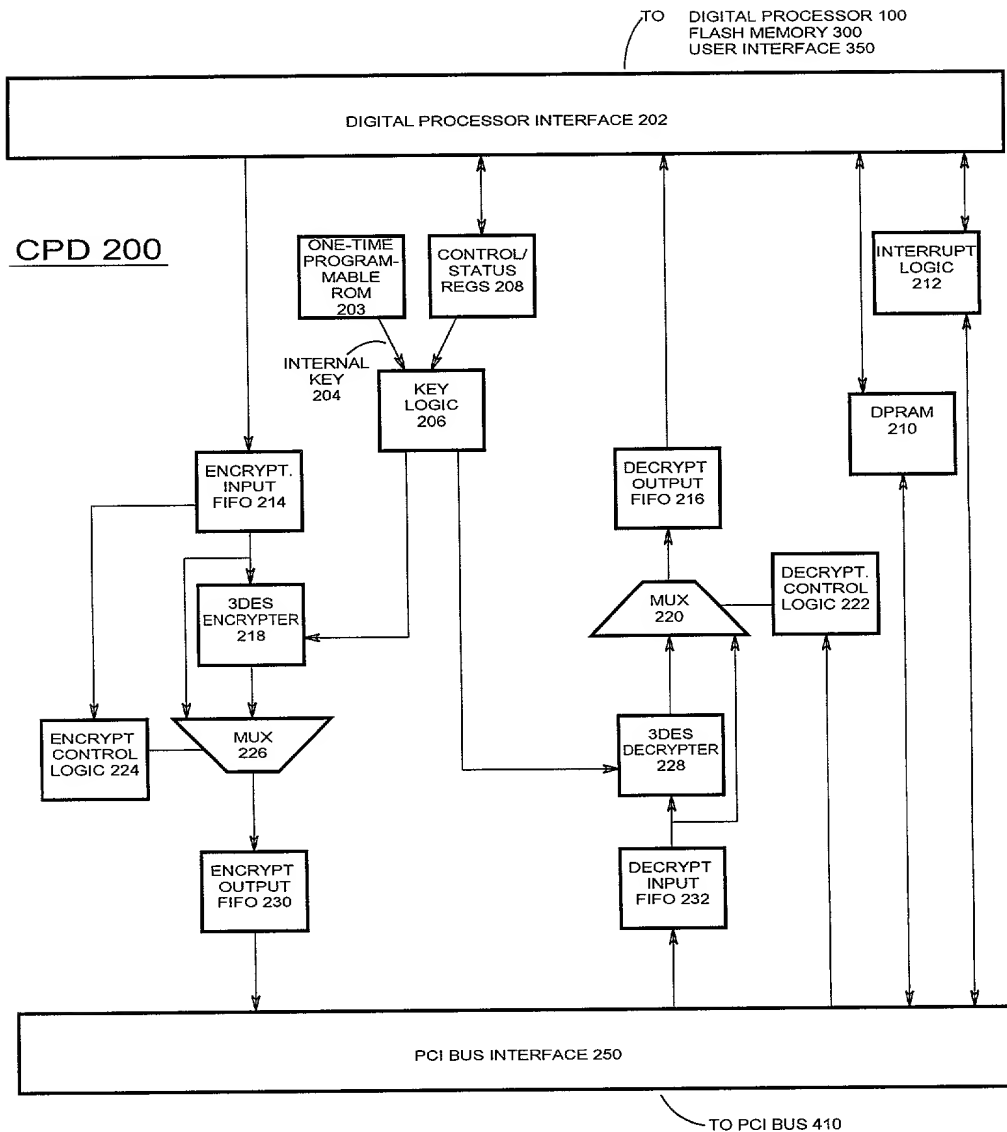 TO DIGITAL PROCESSOR 100
FLASH MEMORY 300
USER INTERFACE 350
DIGITAL PROCESSOR INTERFACE 202
CPD 200
ONE-TIME
PROGRAM-
MABLE
ROM
203
CONTROL/
STATUS
REGS 208
INTERRUPT
LOGIC
212
INTERNAL
KEY
204
KEY
LOGIC
206
DPRAM
210
ENCRYPT.
INPUT
FIFO 214
DECRYPT
OUTPUT
FIFO 216
3DES
ENCRYPTER
218
MUX
220
DECRYPT.
CONTROL
LOGIC 222
ENCRYPT
CONTROL
LOGIC 224
MUX
226
3DES
DECRYPTER
228
ENCRYPT
OUTPUT
FIFO 230
DECRYPT
INPUT
FIFO 232
PCI BUS INTERFACE 250
TO PCI BUS 410